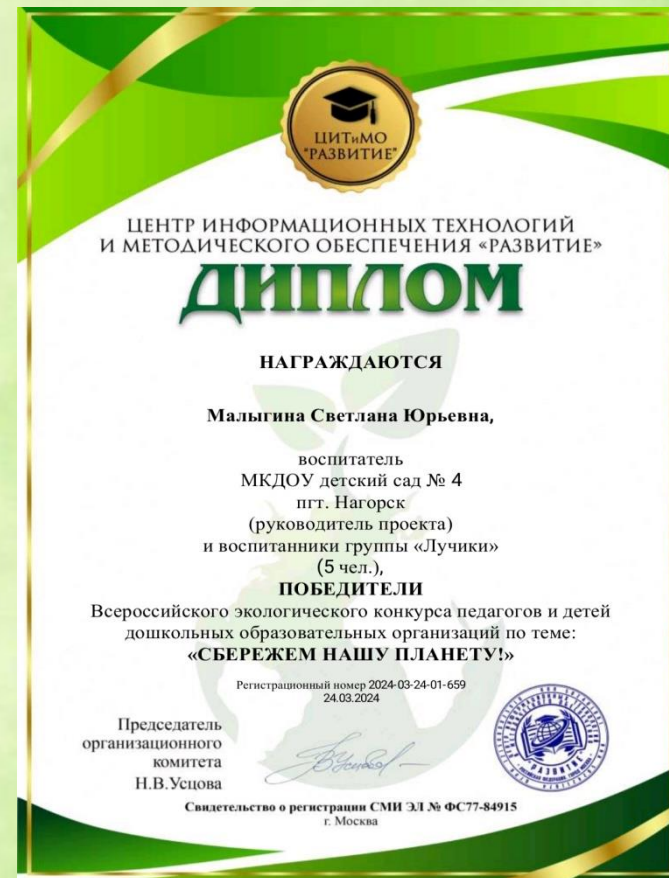 ЦИТиМО
"РАЗВИТИЕ"
ЦЕНТР ИНФОРМАЦИОННЫХ ТЕХНОЛОГИЙ
И МЕТОДИЧЕСКОГО ОБЕСПЕЧЕНИЯ «РАЗВИТИЕ»
ДИПЛОМ
НАГРАЖДАЮТСЯ
Малыгина Светлана Юрьевна,
воспитатель
МКДОУ детский сад № 4
пгт. Нагорск
(руководитель проекта)
и воспитанники группы «Лучики»
(5 чел.),
ПОБЕДИТЕЛИ
Всероссийского экологического конкурса педагогов и детей
дошкольных образовательных организаций по теме:
«СБЕРЕЖЕМ НАШУ ПЛАНЕТУ!»
Регистрационный номер 2024-03-24-01-659
24.03.2024
Председатель
организационного
комитета
Н.В.Усцова
РАЗВИТИЕ
Свидетельство о регистрации СМИ ЭЛ № ФС77-84915
г. Москва